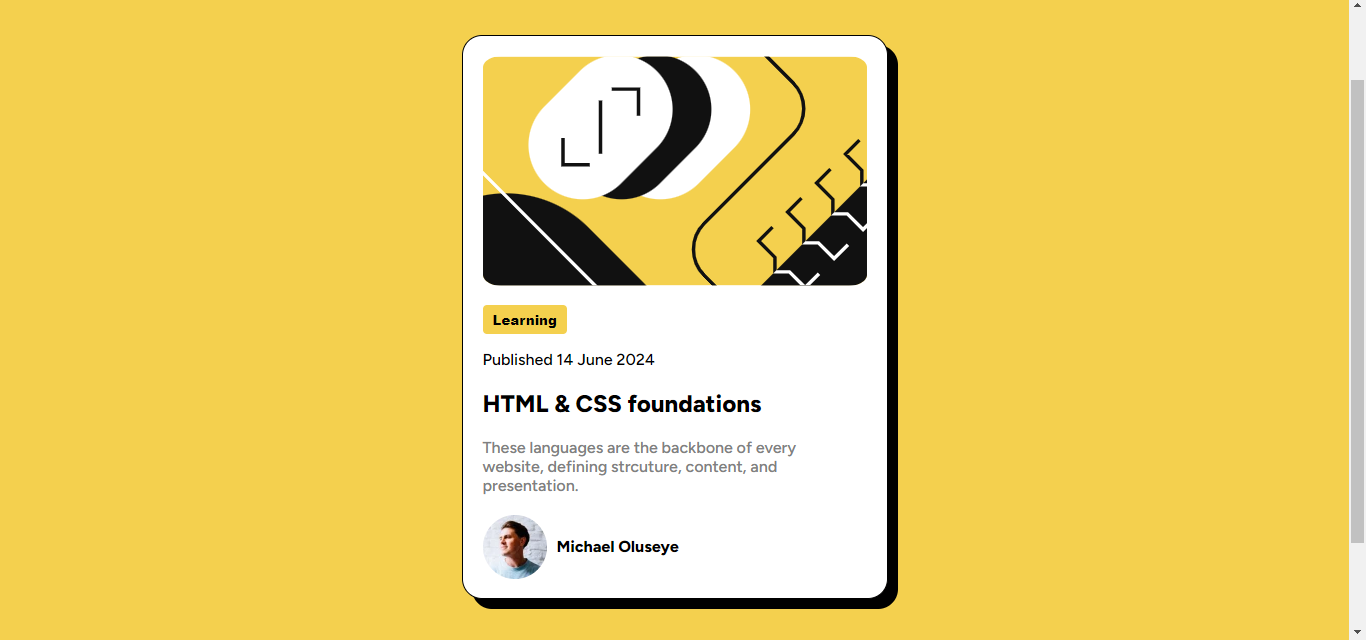 Learning
Published 14 June 2024
HTML & CSS foundations
These languages are the backbone of every
website, defining strcuture, content, and
presentation.
Michael Oluseye